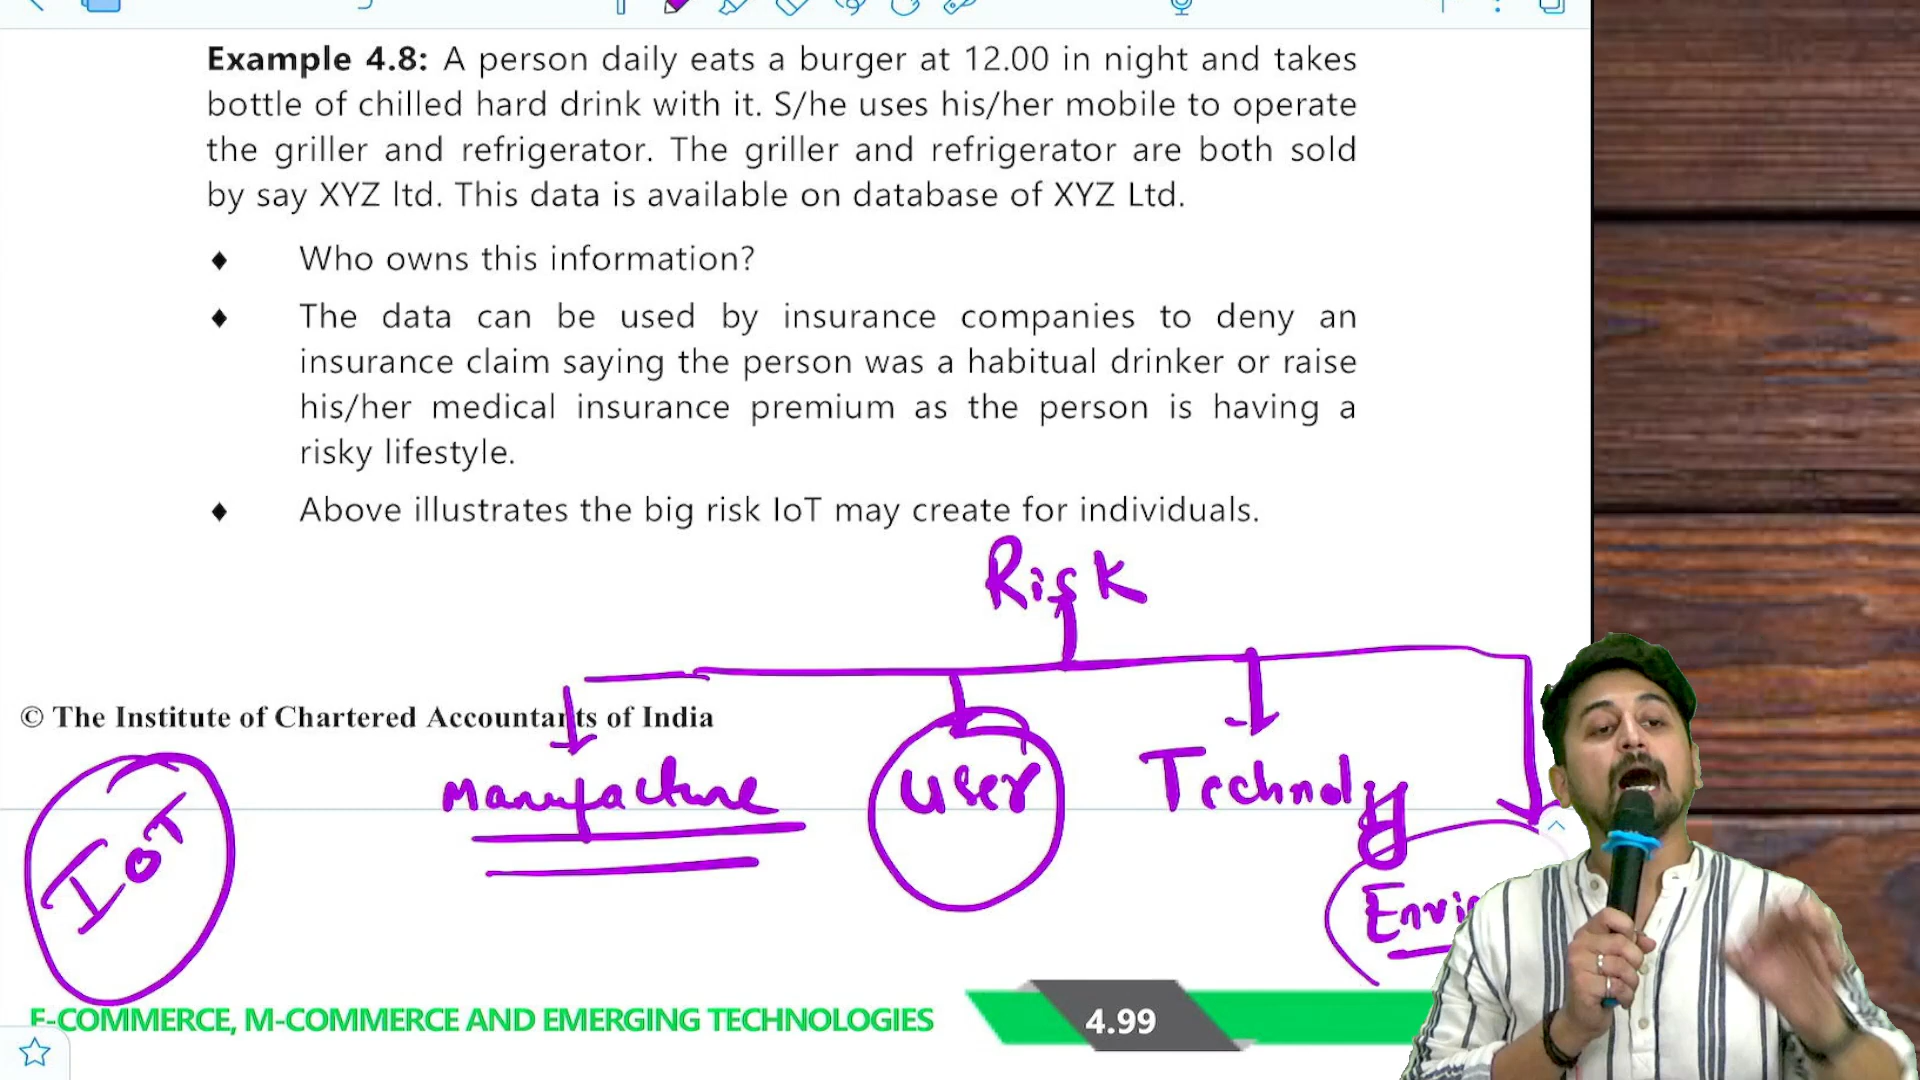 Example 4.8: A person daily eats a burger at 12.00 in night and takes
bottle of chilled hard drink with it. S/he uses his/her mobile to operate
the griller and refrigerator. The griller and refrigerator are both sold
by say XYZ ltd. This data is available on database of XYZ Ltd.
♦ Who owns this information?
♦ The data can be used by insurance companies to deny an
insurance claim saying the person was a habitual drinker or raise
his/her medical insurance premium as the person is having a
risky lifestyle.
♦ Above illustrates the big risk IoT may create for individuals.
Risk
© The Institute of Chartered Accountants of India
Manufacture User Technology
IoT
E-COMMERCE, M-COMMERCE AND EMERGING TECHNOLOGIES 4.99